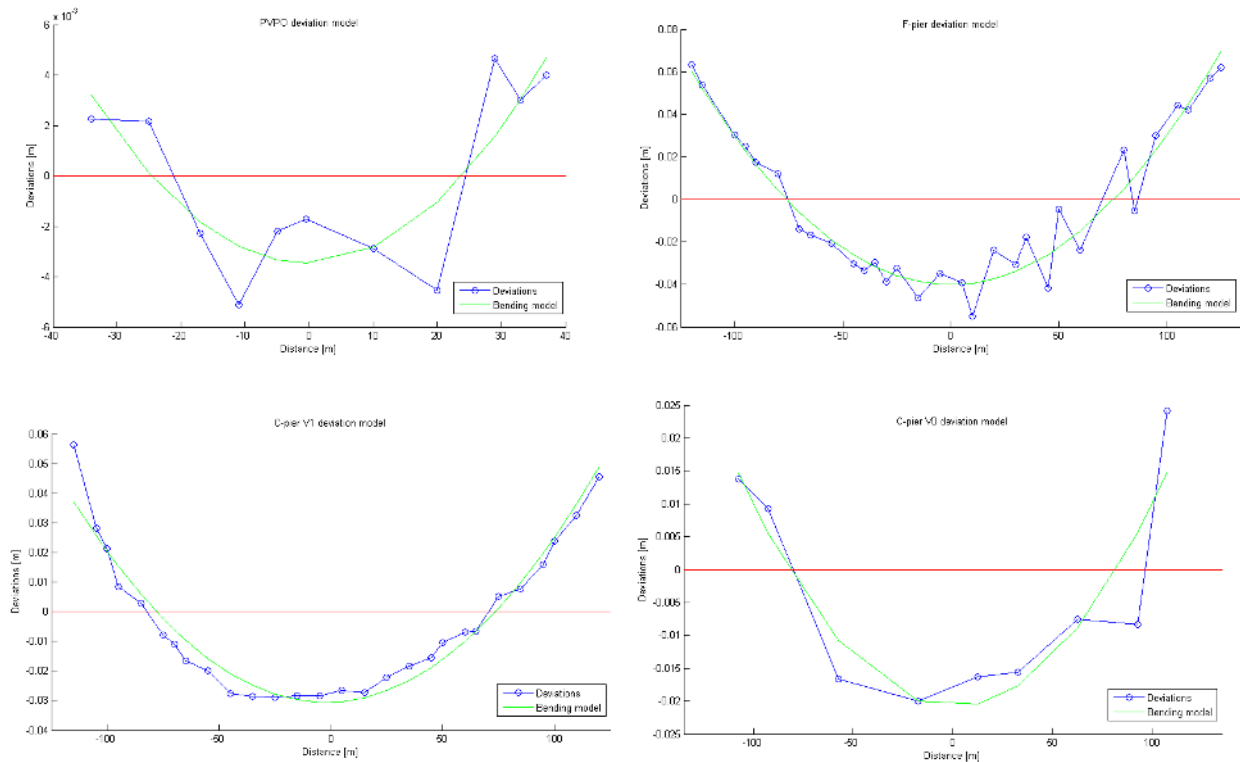 x 10⁻³
PVPO deviation model
6
4
2
0
-2
-4
-6
Deviations [m]
Deviations
Bending model
-40 -30 -20 -10 0 10 20 30 40
Distance [m]
F-pier deviation model
0.08
0.06
0.04
0.02
0
-0.02
-0.04
-0.06
Deviations [m]
Deviations
Bending model
-100 -50 0 50 100
Distance [m]
C-pier V1 deviation model
0.06
0.05
0.04
0.03
0.02
0.01
0
-0.01
-0.02
-0.03
-0.04
Deviations [m]
Deviations
Bending model
-100 -50 0 50 100
Distance [m]
C-pier V0 deviation model
0.025
0.02
0.015
0.01
0.005
0
-0.005
-0.01
-0.015
-0.02
-0.025
Deviations [m]
Deviations
Bending model
-100 -50 0 50 100
Distance [m]